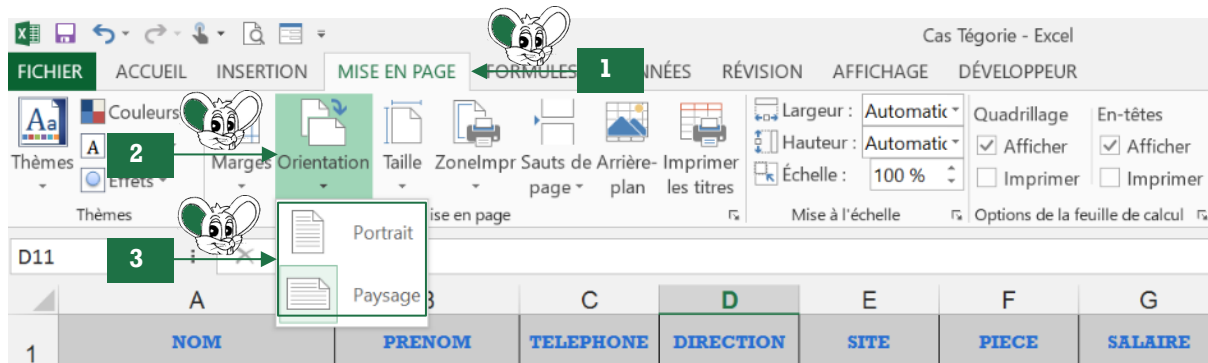 Cas Tégorie - Excel
FICHIER ACCUEIL INSERTION MISE EN PAGE FORMULES 1 NÉES RÉVISION AFFICHAGE DÉVELOPPEUR
Aa Couleurs Largeur : Automatic Quadrillage En-têtes
A 2 Hauteur : Automatic Afficher Afficher
Thèmes Effets Marges Orientation Taille ZoneImpr Sauts de page Arrière-plan Imprimer les titres Échelle : 100 % Imprimer Imprimer
Thèmes ise en page Mise à l'échelle Options de la feuille de calcul
Portrait
D11 3
Paysage
A B C D E F G
1 NOM PRENOM TELEPHONE DIRECTION SITE PIECE SALAIRE